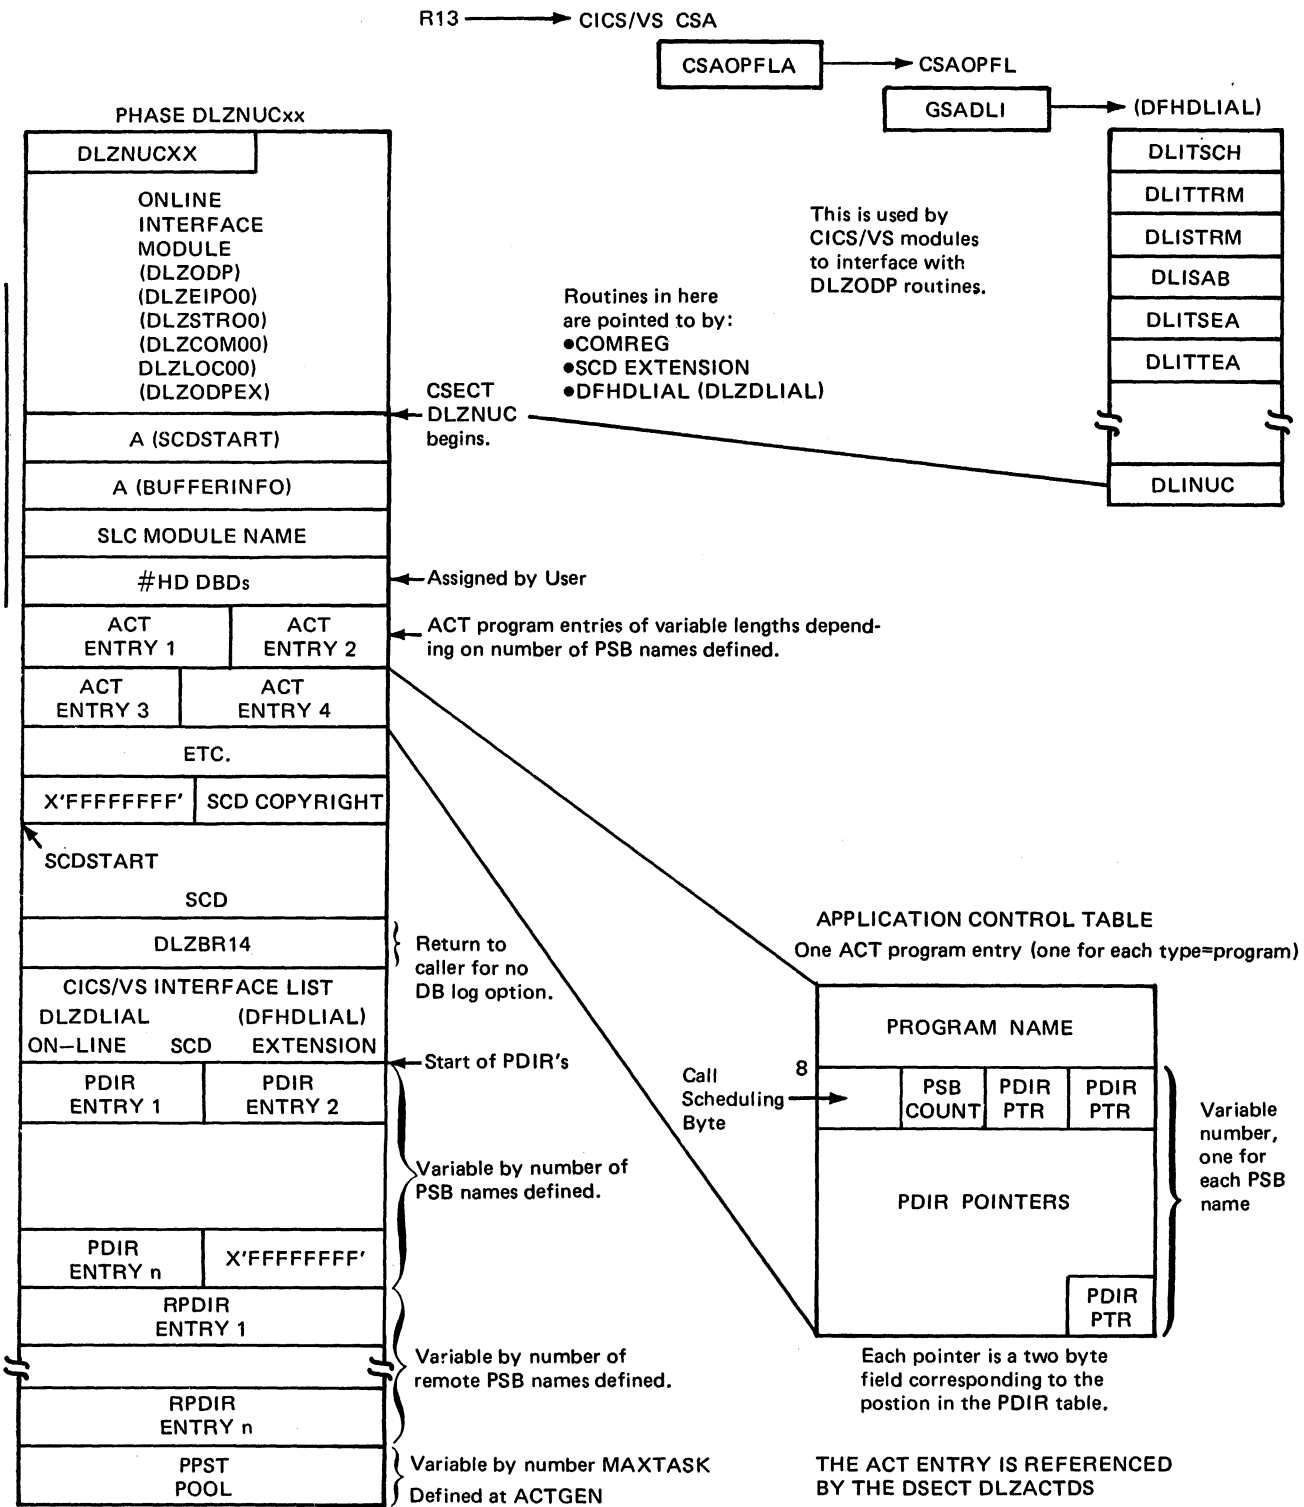 R13 CICS/VS CSA
CSAOPFLA CSAOPFL
GSADLI (DFHDLIAL)
PHASE DLZNUCxx
DLZNUCXX
ONLINE
INTERFACE
MODULE
(DLZODP)
(DLZEIPO0)
(DLZSTRO0)
(DLZCOM00)
DLZLOC00)
(DLZODPEX)
A (SCDSTART)
A (BUFFERINFO)
SLC MODULE NAME
#HD DBDs
ACT
ENTRY 1
ACT
ENTRY 2
ACT
ENTRY 3
ACT
ENTRY 4
ETC.
X'FFFFFFFF' SCD COPYRIGHT
SCDSTART
SCD
DLZBR14
CICS/VS INTERFACE LIST
DLZDLIAL (DFHDLIAL)
ON–LINE SCD EXTENSION
PDIR
ENTRY 1
PDIR
ENTRY 2
PDIR
ENTRY n
X'FFFFFFFF'
RPDIR
ENTRY 1
RPDIR
ENTRY n
PPST
POOL
Routines in here
are pointed to by:
●COMREG
●SCD EXTENSION
●DFHDLIAL (DLZDLIAL)
CSECT
DLZNUC
begins.
This is used by
CICS/VS modules
to interface with
DLZODP routines.
DLITSCH
DLITTRM
DLISTRM
DLISAB
DLITSEA
DLITTEA
DLINUC
Assigned by User
ACT program entries of variable lengths depend-
ing on number of PSB names defined.
Return to
caller for no
DB log option.
Start of PDIR's
Variable by number of
PSB names defined.
Variable by number of
remote PSB names defined.
Variable by number MAXTASK
Defined at ACTGEN
APPLICATION CONTROL TABLE
One ACT program entry (one for each type=program)
PROGRAM NAME
8
Call
Scheduling
Byte
PSB
COUNT
PDIR
PTR
PDIR
PTR
PDIR POINTERS
PDIR
PTR
Variable
number,
one for
each PSB
name
Each pointer is a two byte
field corresponding to the
postion in the PDIR table.
THE ACT ENTRY IS REFERENCED
BY THE DSECT DLZACTDS